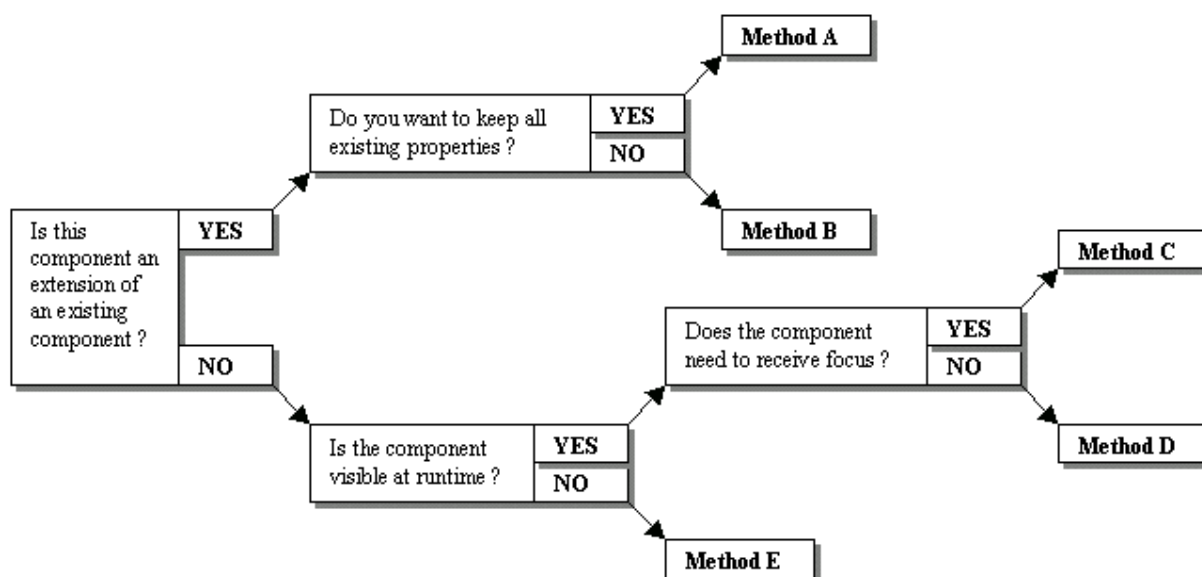 Is this
component an
extension of
an existing
component ?
YES
NO
Do you want to keep all
existing properties ?
YES
NO
Method A
Method B
Is the component
visible at runtime ?
YES
NO
Does the component
need to receive focus ?
YES
NO
Method C
Method D
Method E